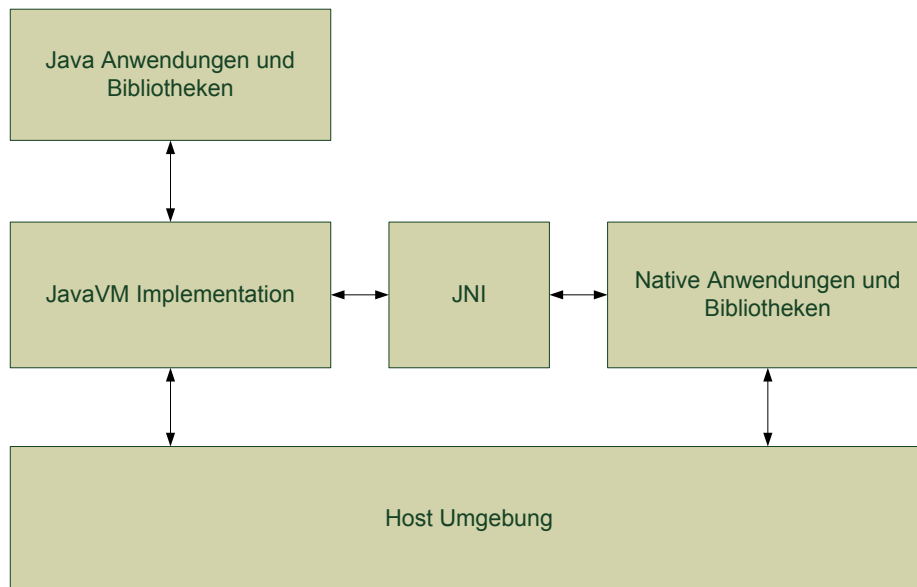 Java Anwendungen und
Bibliotheken
JavaVM Implementation
JNI
Native Anwendungen und
Bibliotheken
Host Umgebung